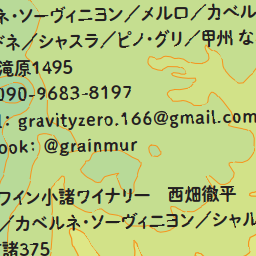 ネ・ソーヴィニヨン／メルロ／カベル
ドネ／シャスラ／ピノ・グリ／甲州 な
滝原1495
090-9683-8197
l: gravityzero.166@gmail.com
ook: @grainmur
ワイン小諸ワイナリー　西畑徹平
／カベルネ・ソーヴィニヨン／シャル
諸375